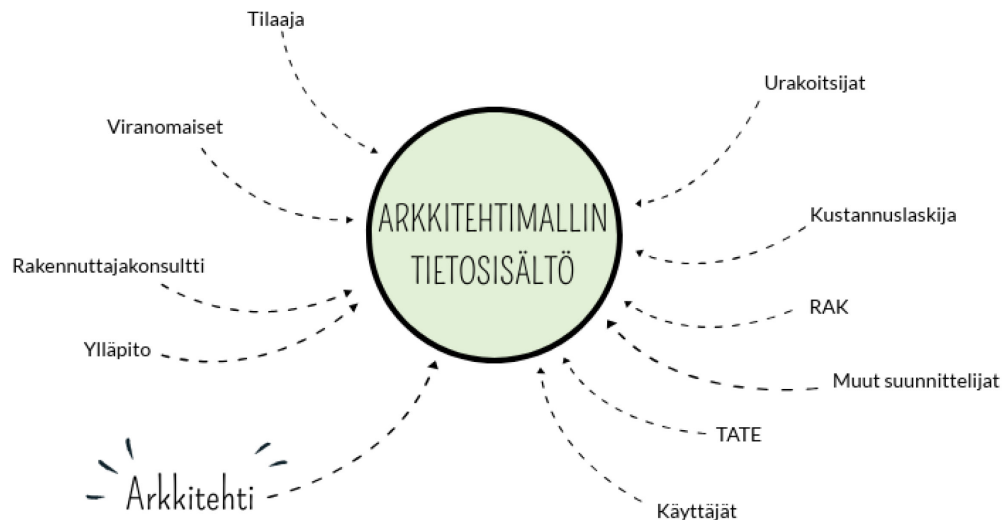 Tilaaja
Urakoitsijat
Viranomaiset
ARKKITEHTIMALLIN
TIETOSISÄLTÖ
Kustannuslaskija
Rakennuttajakonsultti
RAK
Ylläpito
Muut suunnittelijat
TATE
Arkkitehti
Käyttäjät